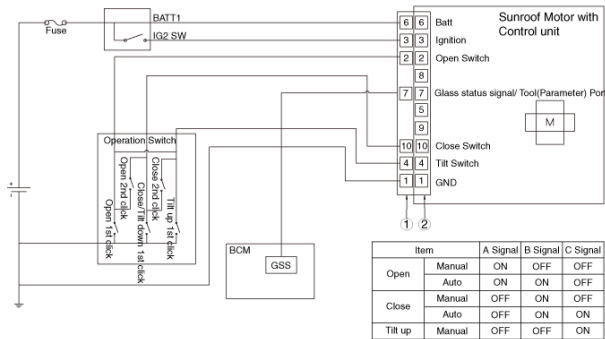 Fuse
BATT1
IG2 SW
Sunroof Motor with
Control unit
6 6 Batt
3 3 Ignition
2 2 Open Switch
8
7 7 Glass status signal/ Tool(Parameter) Port
5
9
10 10 Close Switch
4 4 Tilt Switch
1 1 GND
M
① ②
+
-
Operation Switch
Open 1st click
Open 2nd click
Close/Tilt down 1st click
Close 2nd click
Tilt up 1st click
BCM
GSS
Item A Signal B Signal C Signal
Open Manual ON OFF OFF
Auto ON OFF ON
Close Manual OFF ON OFF
Auto OFF ON ON
Tilt up Manual OFF OFF ON